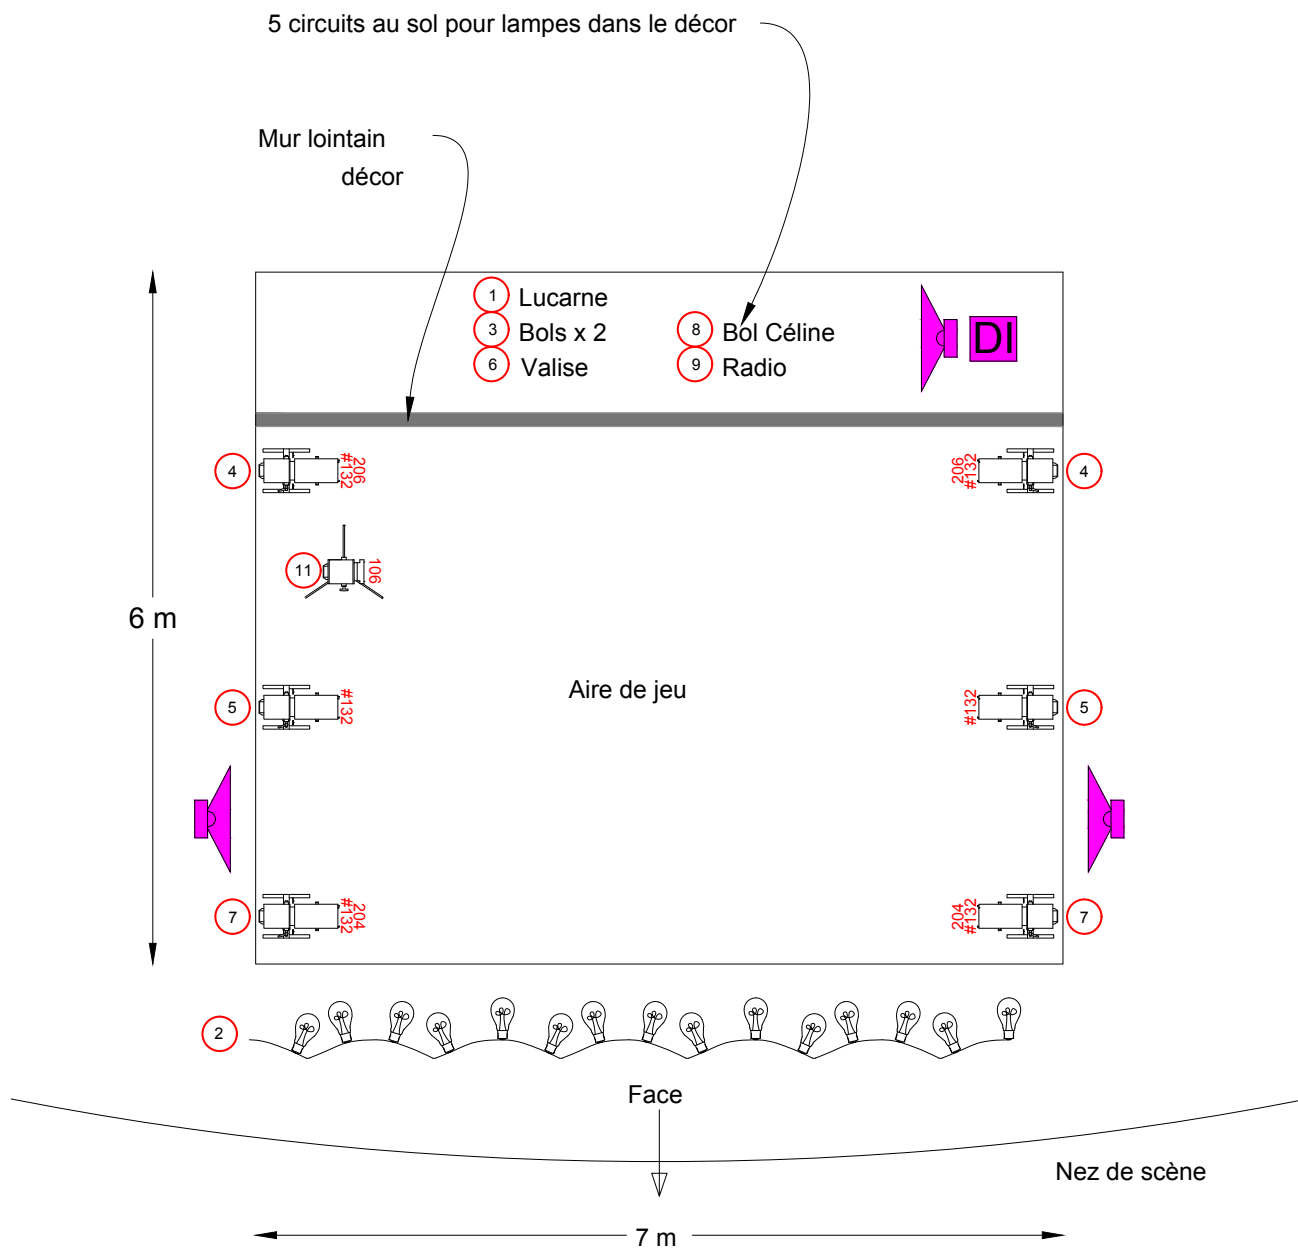 5 circuits au sol pour lampes dans le décor
Mur lointain
décor
1 Lucarne
3 Bols x 2
6 Valise
8 Bol Céline
9 Radio
DI
4
206
#132
206
#132
4
11
106
6 m
Aire de jeu
5
#132
#132
5
7
204
#132
204
#132
7
2
Face
Nez de scène
7 m